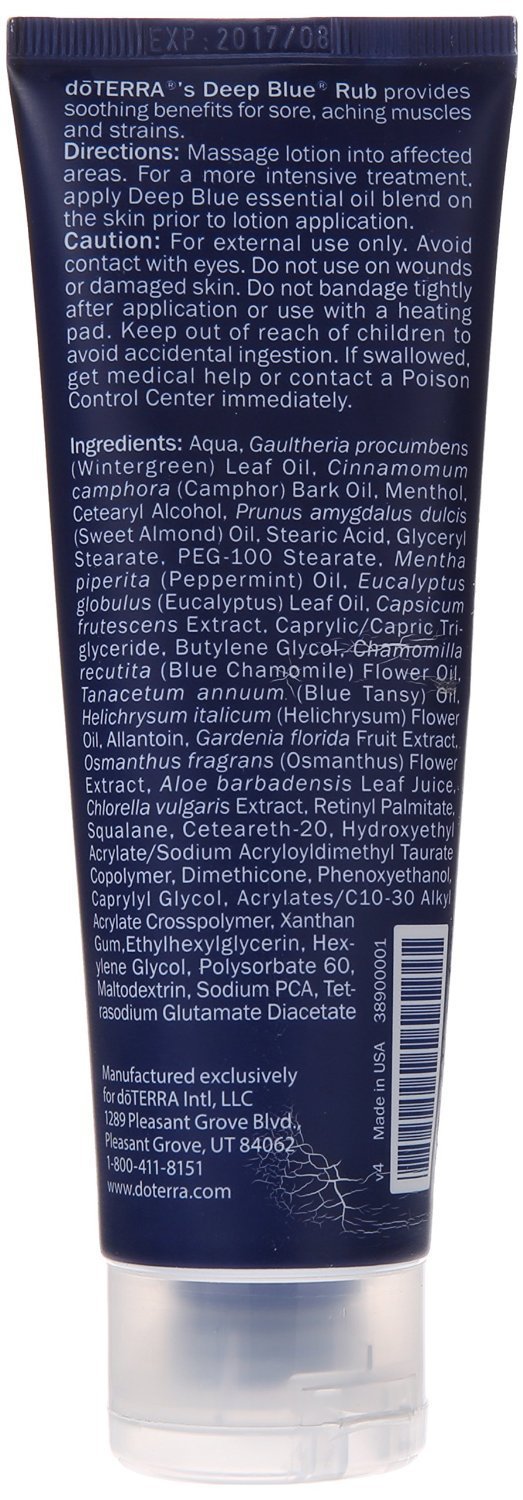 EXP: 2017/08
dōTERRA®'s Deep Blue® Rub provides
soothing benefits for sore, aching muscles
and strains.
Directions: Massage lotion into affected
areas. For a more intensive treatment,
apply Deep Blue essential oil blend on
the skin prior to lotion application.
Caution: For external use only. Avoid
contact with eyes. Do not use on wounds
or damaged skin. Do not bandage tightly
after application or use with a heating
pad. Keep out of reach of children to
avoid accidental ingestion. If swallowed,
get medical help or contact a Poison
Control Center immediately.
Ingredients: Aqua, Gaultheria procumbens
(Wintergreen) Leaf Oil, Cinnamomum
camphora (Camphor) Bark Oil, Menthol,
Cetearyl Alcohol, Prunus amygdalus dulcis
(Sweet Almond) Oil, Stearic Acid, Glyceryl
Stearate, PEG-100 Stearate, Mentha
piperita (Peppermint) Oil, Eucalyptus
globulus (Eucalyptus) Leaf Oil, Capsicum
frutescens Extract, Caprylic/Capric Tri-
glyceride, Butylene Glycol, Chamomilla
recutita (Blue Chamomile) Flower Oil,
Tanacetum annuum (Blue Tansy) Oil,
Helichrysum italicum (Helichrysum) Flower
Oil, Allantoin, Gardenia florida Fruit Extract,
Osmanthus fragrans (Osmanthus) Flower
Extract, Aloe barbadensis Leaf Juice,
Chlorella vulgaris Extract, Retinyl Palmitate,
Squalane, Ceteareth-20, Hydroxyethyl
Acrylate/Sodium Acryloyldimethyl Taurate
Copolymer, Dimethicone, Phenoxyethanol,
Caprylyl Glycol, Acrylates/C10-30 Alkyl
Acrylate Crosspolymer, Xanthan
Gum,Ethylhexylglycerin, Hex-
ylene Glycol, Polysorbate 60,
Maltodextrin, Sodium PCA, Tet-
rasodium Glutamate Diacetate
Manufactured exclusively
for dōTERRA Intl, LLC
1289 Pleasant Grove Blvd.,
Pleasant Grove, UT 84062
1-800-411-8151
www.doterra.com
v4 Made in USA 38900001